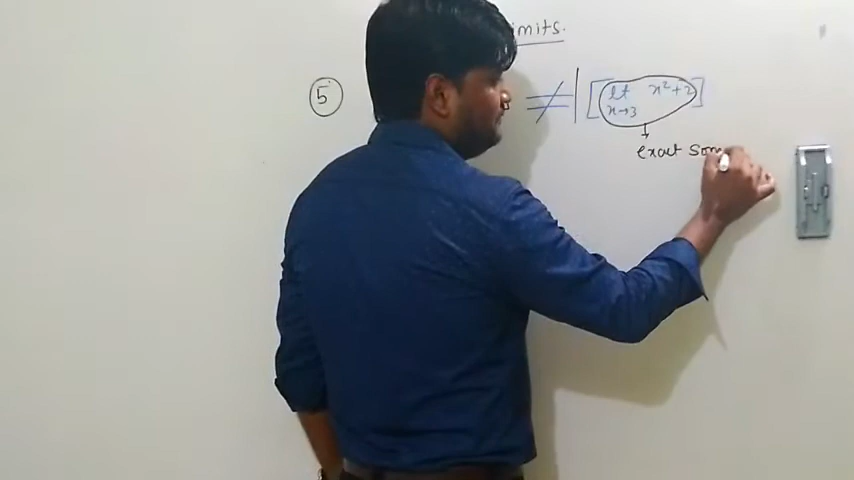 imits.
5 ≠ [ lt x²+2 ]
x→3
exact Som